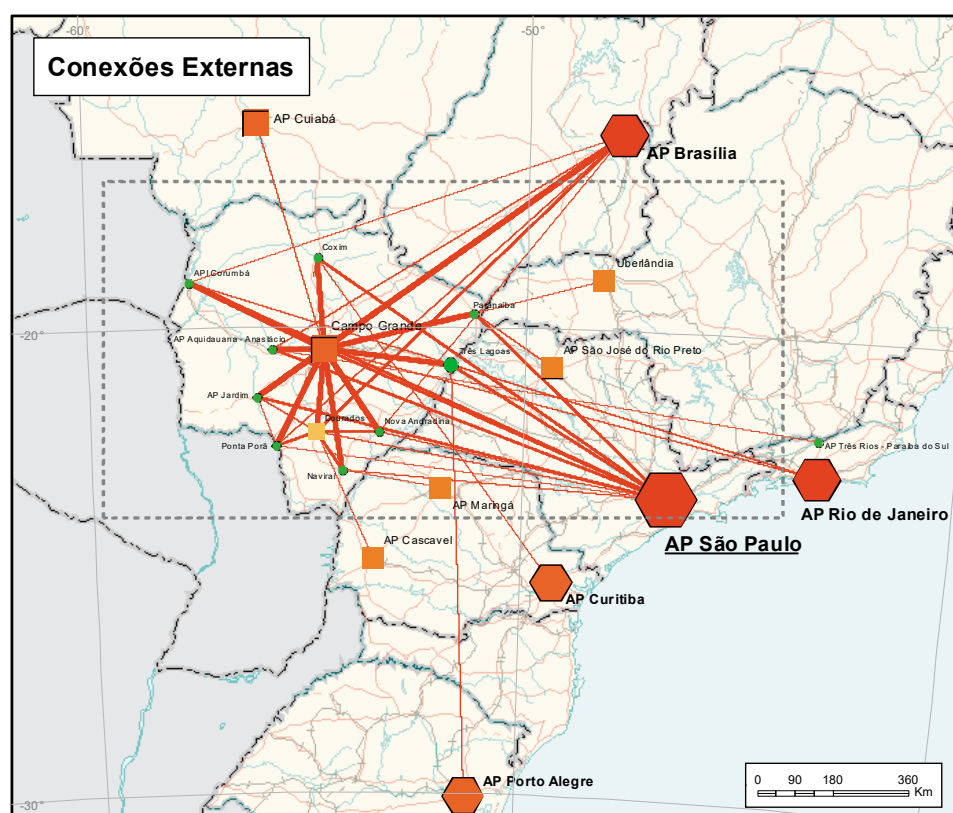 -60°
-50°
Conexões Externas
AP Cuiabá
AP Brasília
Coxim
API Corumbá
Uberlândia
Paranaíba
Campo Grande
-20°
AP Aquidauana - Anastácio
Três Lagoas
AP São José do Rio Preto
AP Jardim
Dourados
Nova Andradina
Ponta Porã
AP Três Rios - Paraíba do Sul
Naviraí
AP Maringá
AP Rio de Janeiro
AP São Paulo
AP Cascavel
AP Curitiba
AP Porto Alegre
0 90 180 360
Km
-30°